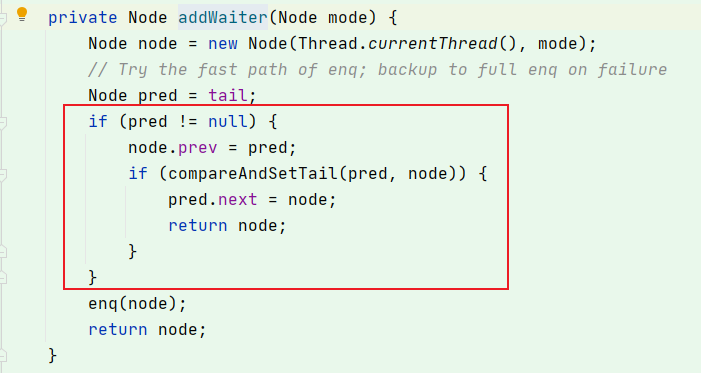 private Node addWaiter(Node mode) {
    Node node = new Node(Thread.currentThread(), mode);
    // Try the fast path of enq; backup to full enq on failure
    Node pred = tail;
    if (pred != null) {
        node.prev = pred;
        if (compareAndSetTail(pred, node)) {
            pred.next = node;
            return node;
        }
    }
    enq(node);
    return node;
}